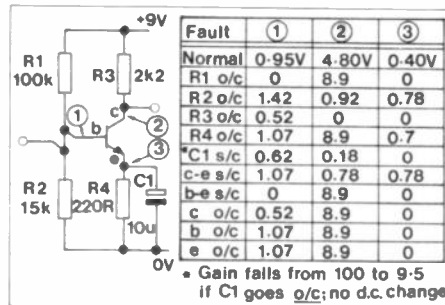 +9V
R1
100k
R3
2k2
c
1
b
2
3
R2
15k
R4
220R
C1
10u
0V
Fault 1 2 3
Normal 0·95V 4·80V 0·40V
R1 o/c 0 8.9 0
R2 o/c 1.42 0.92 0.78
R3 o/c 0.52 0 0
R4 o/c 1.07 8.9 0.7
*C1 s/c 0.62 0.18 0
c-e s/c 1.07 0.78 0.78
b-e s/c 0 8.9 0
c o/c 0.52 8.9 0
b o/c 1.07 8.9 0
e o/c 1.07 8.9 0
* Gain falls from 100 to 9·5
if C1 goes o/c; no d.c. change